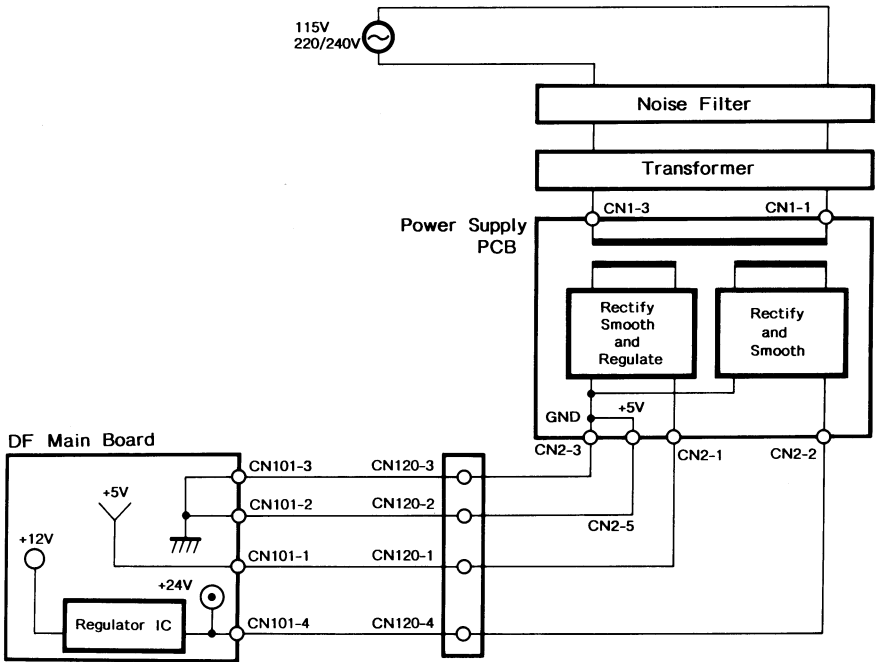 115V
220/240V
Noise Filter
Transformer
CN1-3
CN1-1
Power Supply
PCB
Rectify
Smooth
and
Regulate
Rectify
and
Smooth
GND
+5V
CN2-3
CN2-1
CN2-2
DF Main Board
CN101-3
CN120-3
+5V
CN101-2
CN120-2
CN2-5
+12V
CN101-1
CN120-1
+24V
Regulator IC
CN101-4
CN120-4